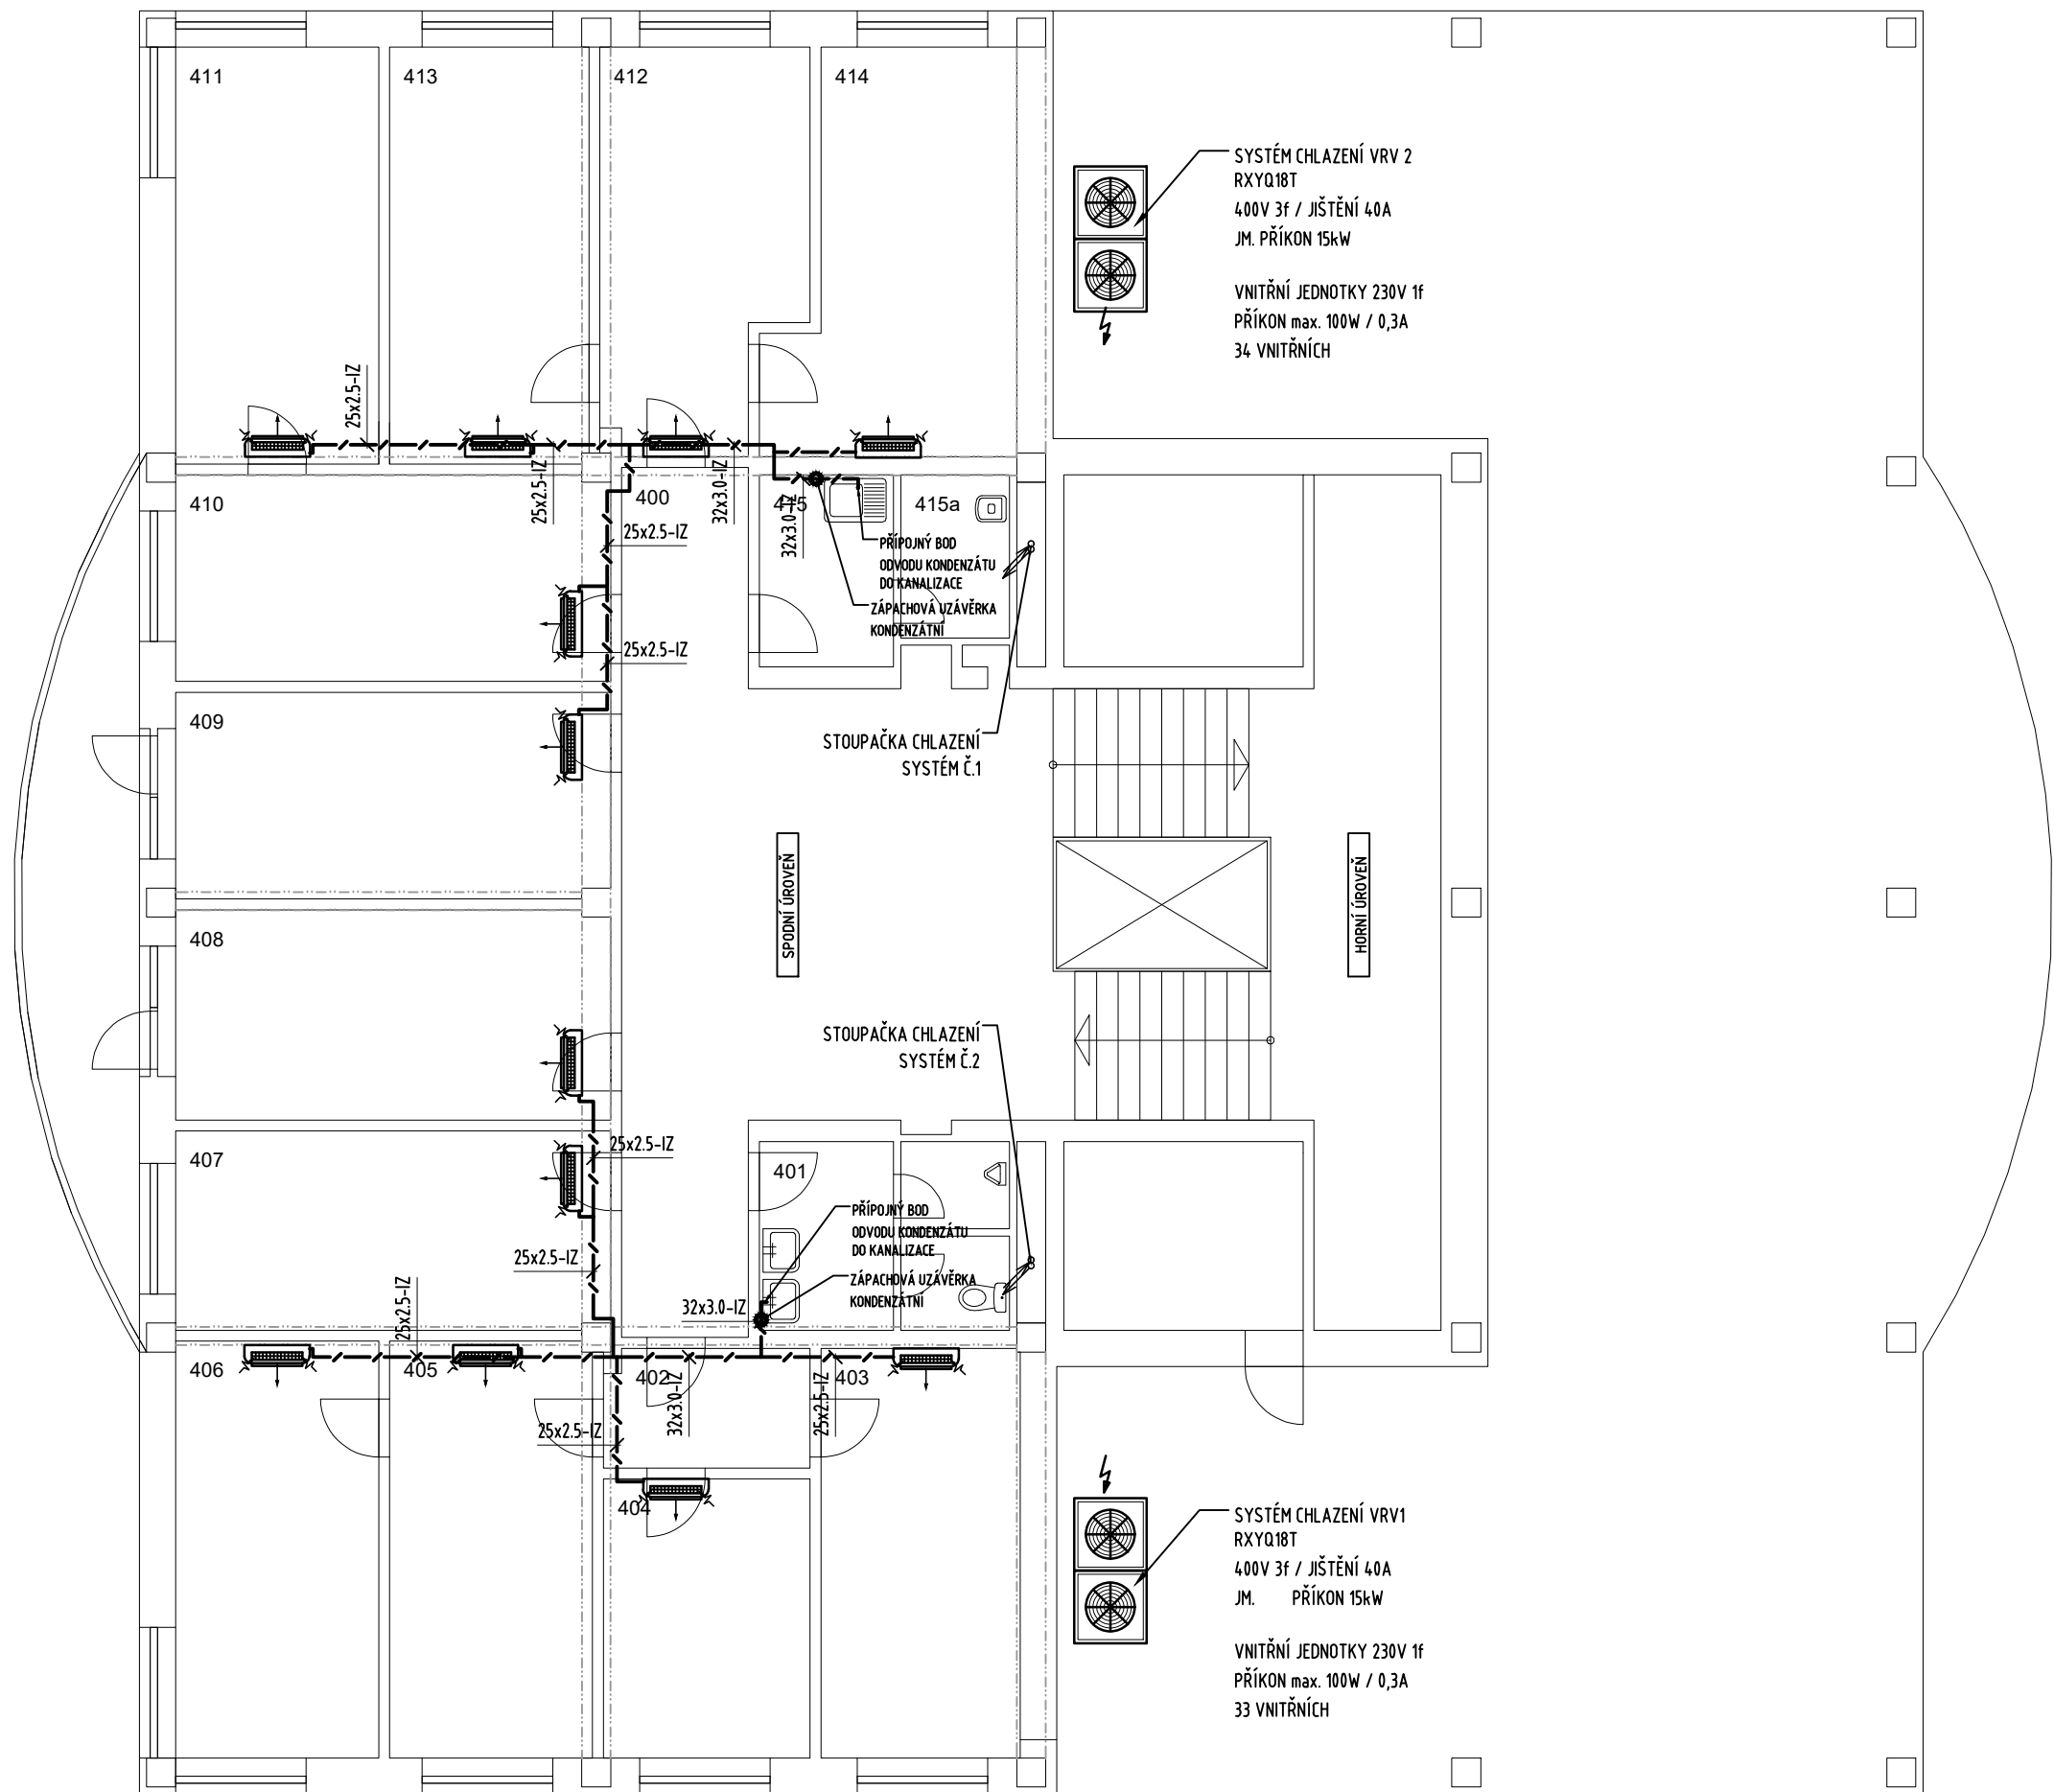 411
413
412
414
SYSTÉM CHLAZENÍ VRV 2
RXYQ18T
400V 3f / JIŠTĚNÍ 40A
JM. PŘÍKON 15kW
VNITŘNÍ JEDNOTKY 230V 1f
PŘÍKON max. 100W / 0,3A
34 VNITŘNÍCH
25x2.5-IZ
25x2.5-IZ
32x3.0-IZ
32x3.0-IZ
410
400
415
415a
25x2.5-IZ
PŘÍPOJNÝ BOD
ODVODU KONDENZÁTU
DO KANALIZACE
ZÁPACHOVÁ UZÁVĚRKA
KONDENZÁTNÍ
25x2.5-IZ
409
STOUPAČKA CHLAZENÍ
SYSTÉM Č.1
SPODNÍ ÚROVEŇ
HORNÍ ÚROVEŇ
408
STOUPAČKA CHLAZENÍ
SYSTÉM Č.2
407
25x2.5-IZ
401
PŘÍPOJNÝ BOD
ODVODU KONDENZÁTU
DO KANALIZACE
25x2.5-IZ
ZÁPACHOVÁ UZÁVĚRKA
KONDENZÁTNÍ
25x2.5-IZ
32x3.0-IZ
406
405
402
403
32x3.0-IZ
25x2.5-IZ
25x2.5-IZ
404
SYSTÉM CHLAZENÍ VRV1
RXYQ18T
400V 3f / JIŠTĚNÍ 40A
JM. PŘÍKON 15kW
VNITŘNÍ JEDNOTKY 230V 1f
PŘÍKON max. 100W / 0,3A
33 VNITŘNÍCH